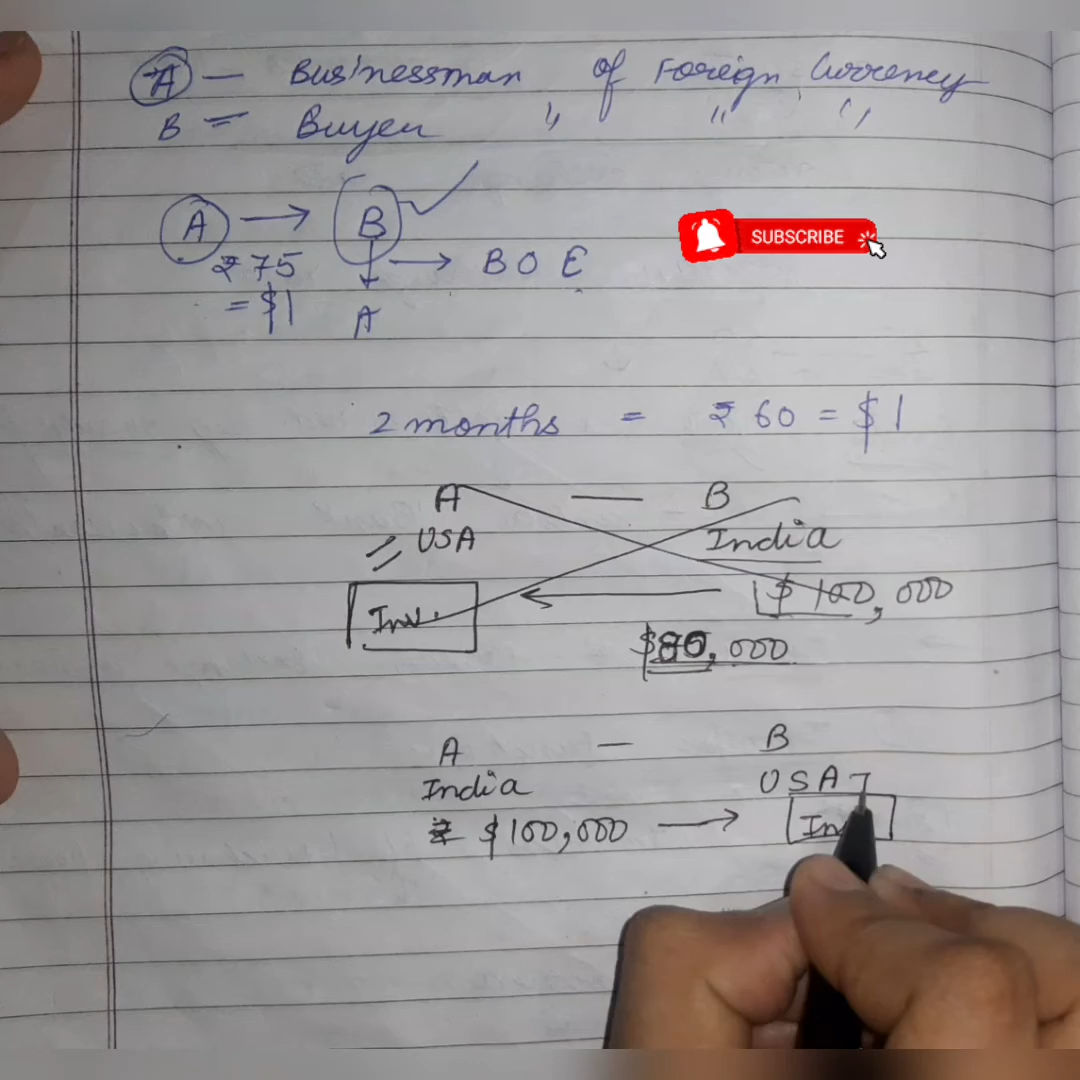 A — Businessman of Foreign Currency
B = Buyer " " "
A → B
₹75 → BOE
= $1 A
SUBSCRIBE
2 months = ₹60 = $1
A — B
USA India
Inv. ← $100,000
$80,000
A — B
India USA
$100,000 → Inv